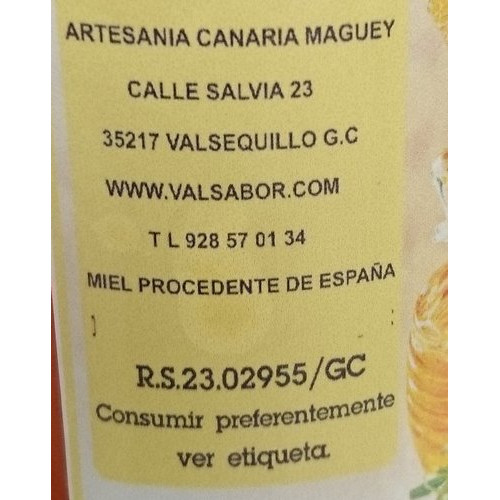 ARTESANIA CANARIA MAGUEY
CALLE SALVIA 23
35217 VALSEQUILLO G.C
WWW.VALSABOR.COM
T L 928 57 01 34
MIEL PROCEDENTE DE ESPAÑA
R.S.23.02955/GC
Consumir preferentemente
ver etiqueta.